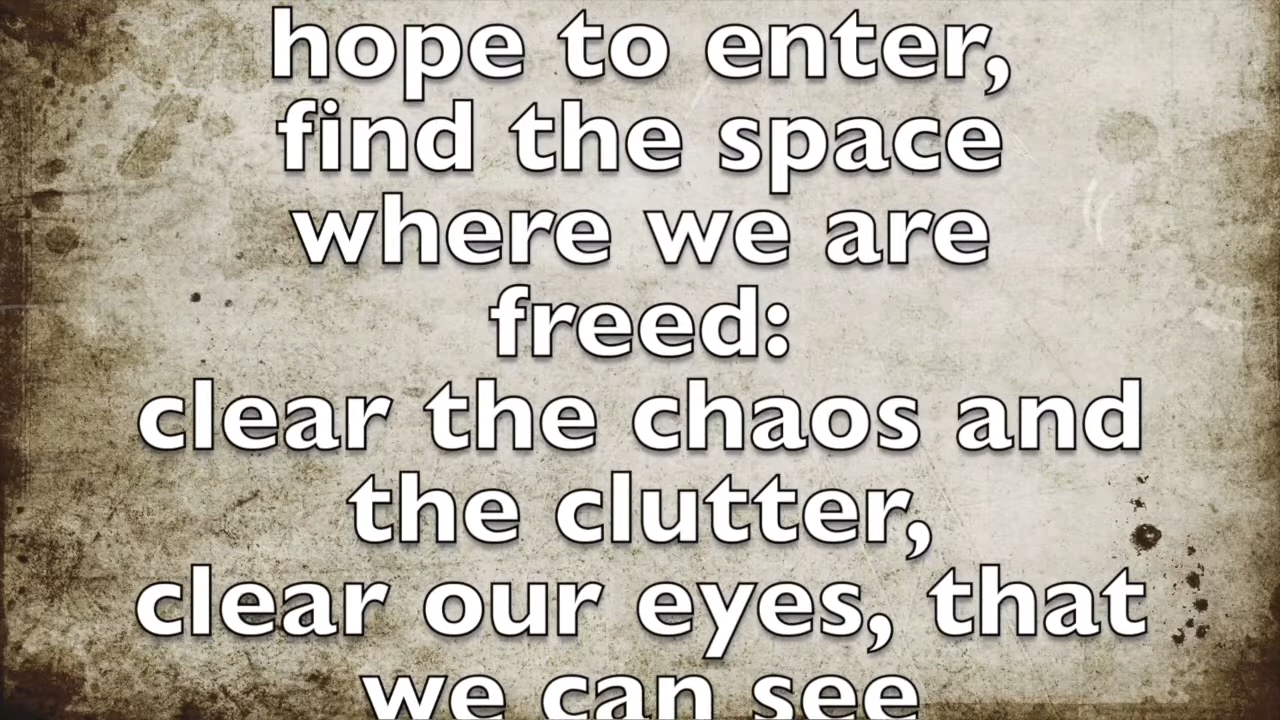 hope to enter,
find the space
where we are
freed:
clear the chaos and
the clutter,
clear our eyes, that
we can see